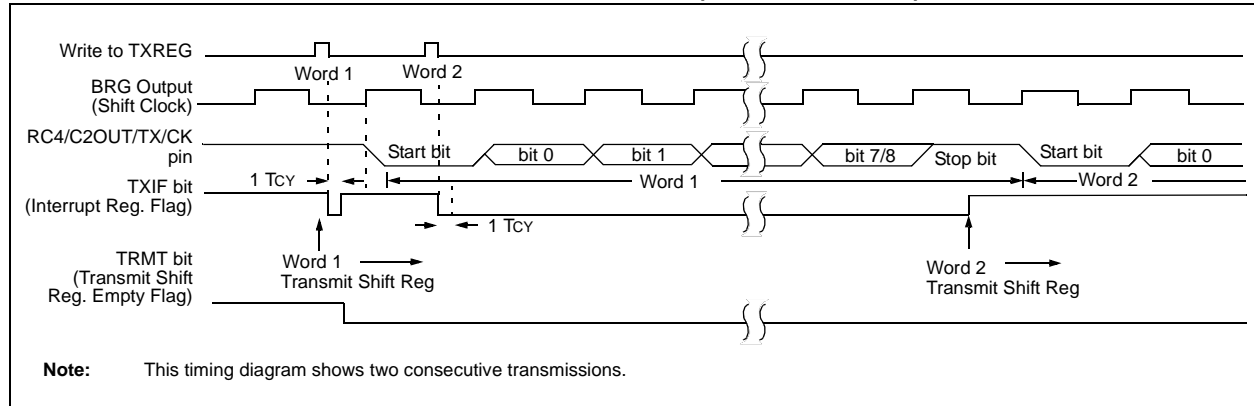 Write to TXREG
Word 1
Word 2
BRG Output
(Shift Clock)
RC4/C2OUT/TX/CK
pin
Start bit
bit 0
bit 1
bit 7/8
Stop bit
Start bit
bit 0
Word 1
Word 2
1 TCY
TXIF bit
(Interrupt Reg. Flag)
1 TCY
Word 1
Transmit Shift Reg
Word 2
Transmit Shift Reg
TRMT bit
(Transmit Shift
Reg. Empty Flag)
Note: This timing diagram shows two consecutive transmissions.